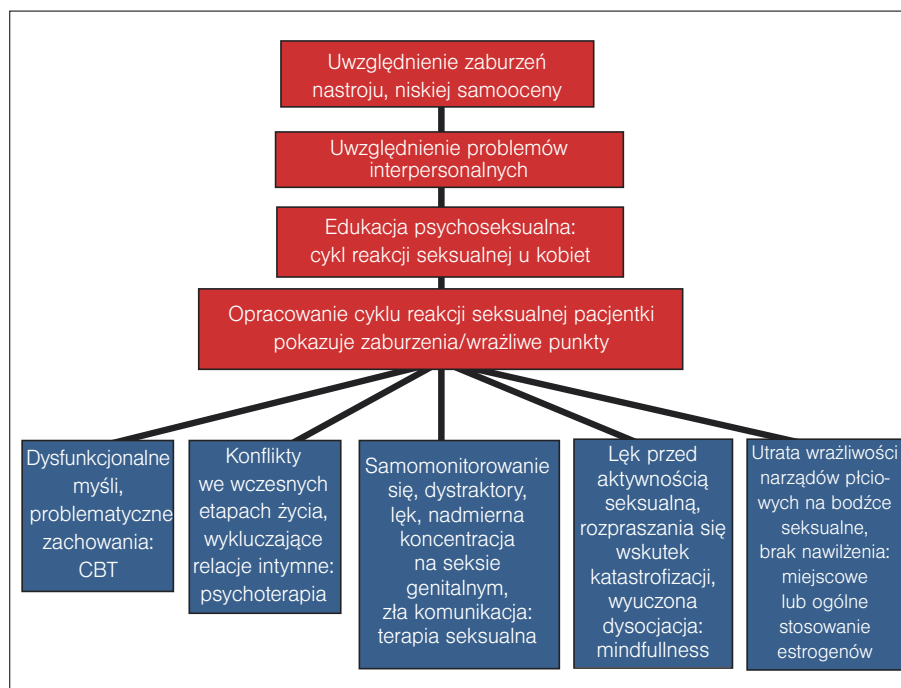 Uwzględnienie zaburzeń
nastroju, niskiej samooceny
Uwzględnienie problemów
interpersonalnych
Edukacja psychoseksualna:
cykl reakcji seksualnej u kobiet
Opracowanie cyklu reakcji seksualnej pacjentki
pokazuje zaburzenia/wrażliwe punkty
Dysfunkcjonalne
myśli,
problematyczne
zachowania:
CBT
Konflikty
we wczesnych
etapach życia,
wykluczające
relacje intymne:
psychoterapia
Samomonitorowanie
się, dystraktory,
lęk, nadmierna
koncentracja
na seksie
genitalnym,
zła komunikacja:
terapia seksualna
Lęk przed
aktywnością
seksualną,
rozpraszania się
wskutek
katastrofizacji,
wyuczona
dysocjacja:
mindfullness
Utrata wrażliwości
narządów płcio-
wych na bodźce
seksualne,
brak nawilżenia:
miejscowe
lub ogólne
stosowanie
estrogenów